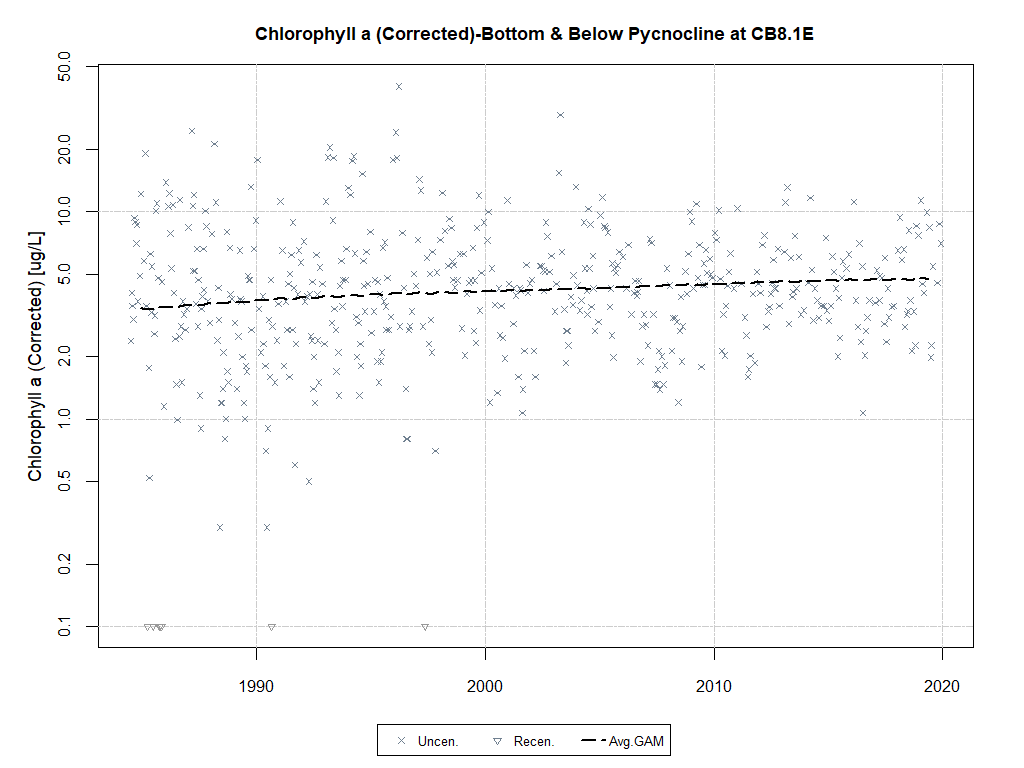 Chlorophyll a (Corrected)-Bottom & Below Pycnocline at CB8.1E
Chlorophyll a (Corrected) [ug/L]
50.0
20.0
10.0
5.0
2.0
1.0
0.5
0.2
0.1
1990 2000 2010 2020
Uncen. Recen. Avg.GAM